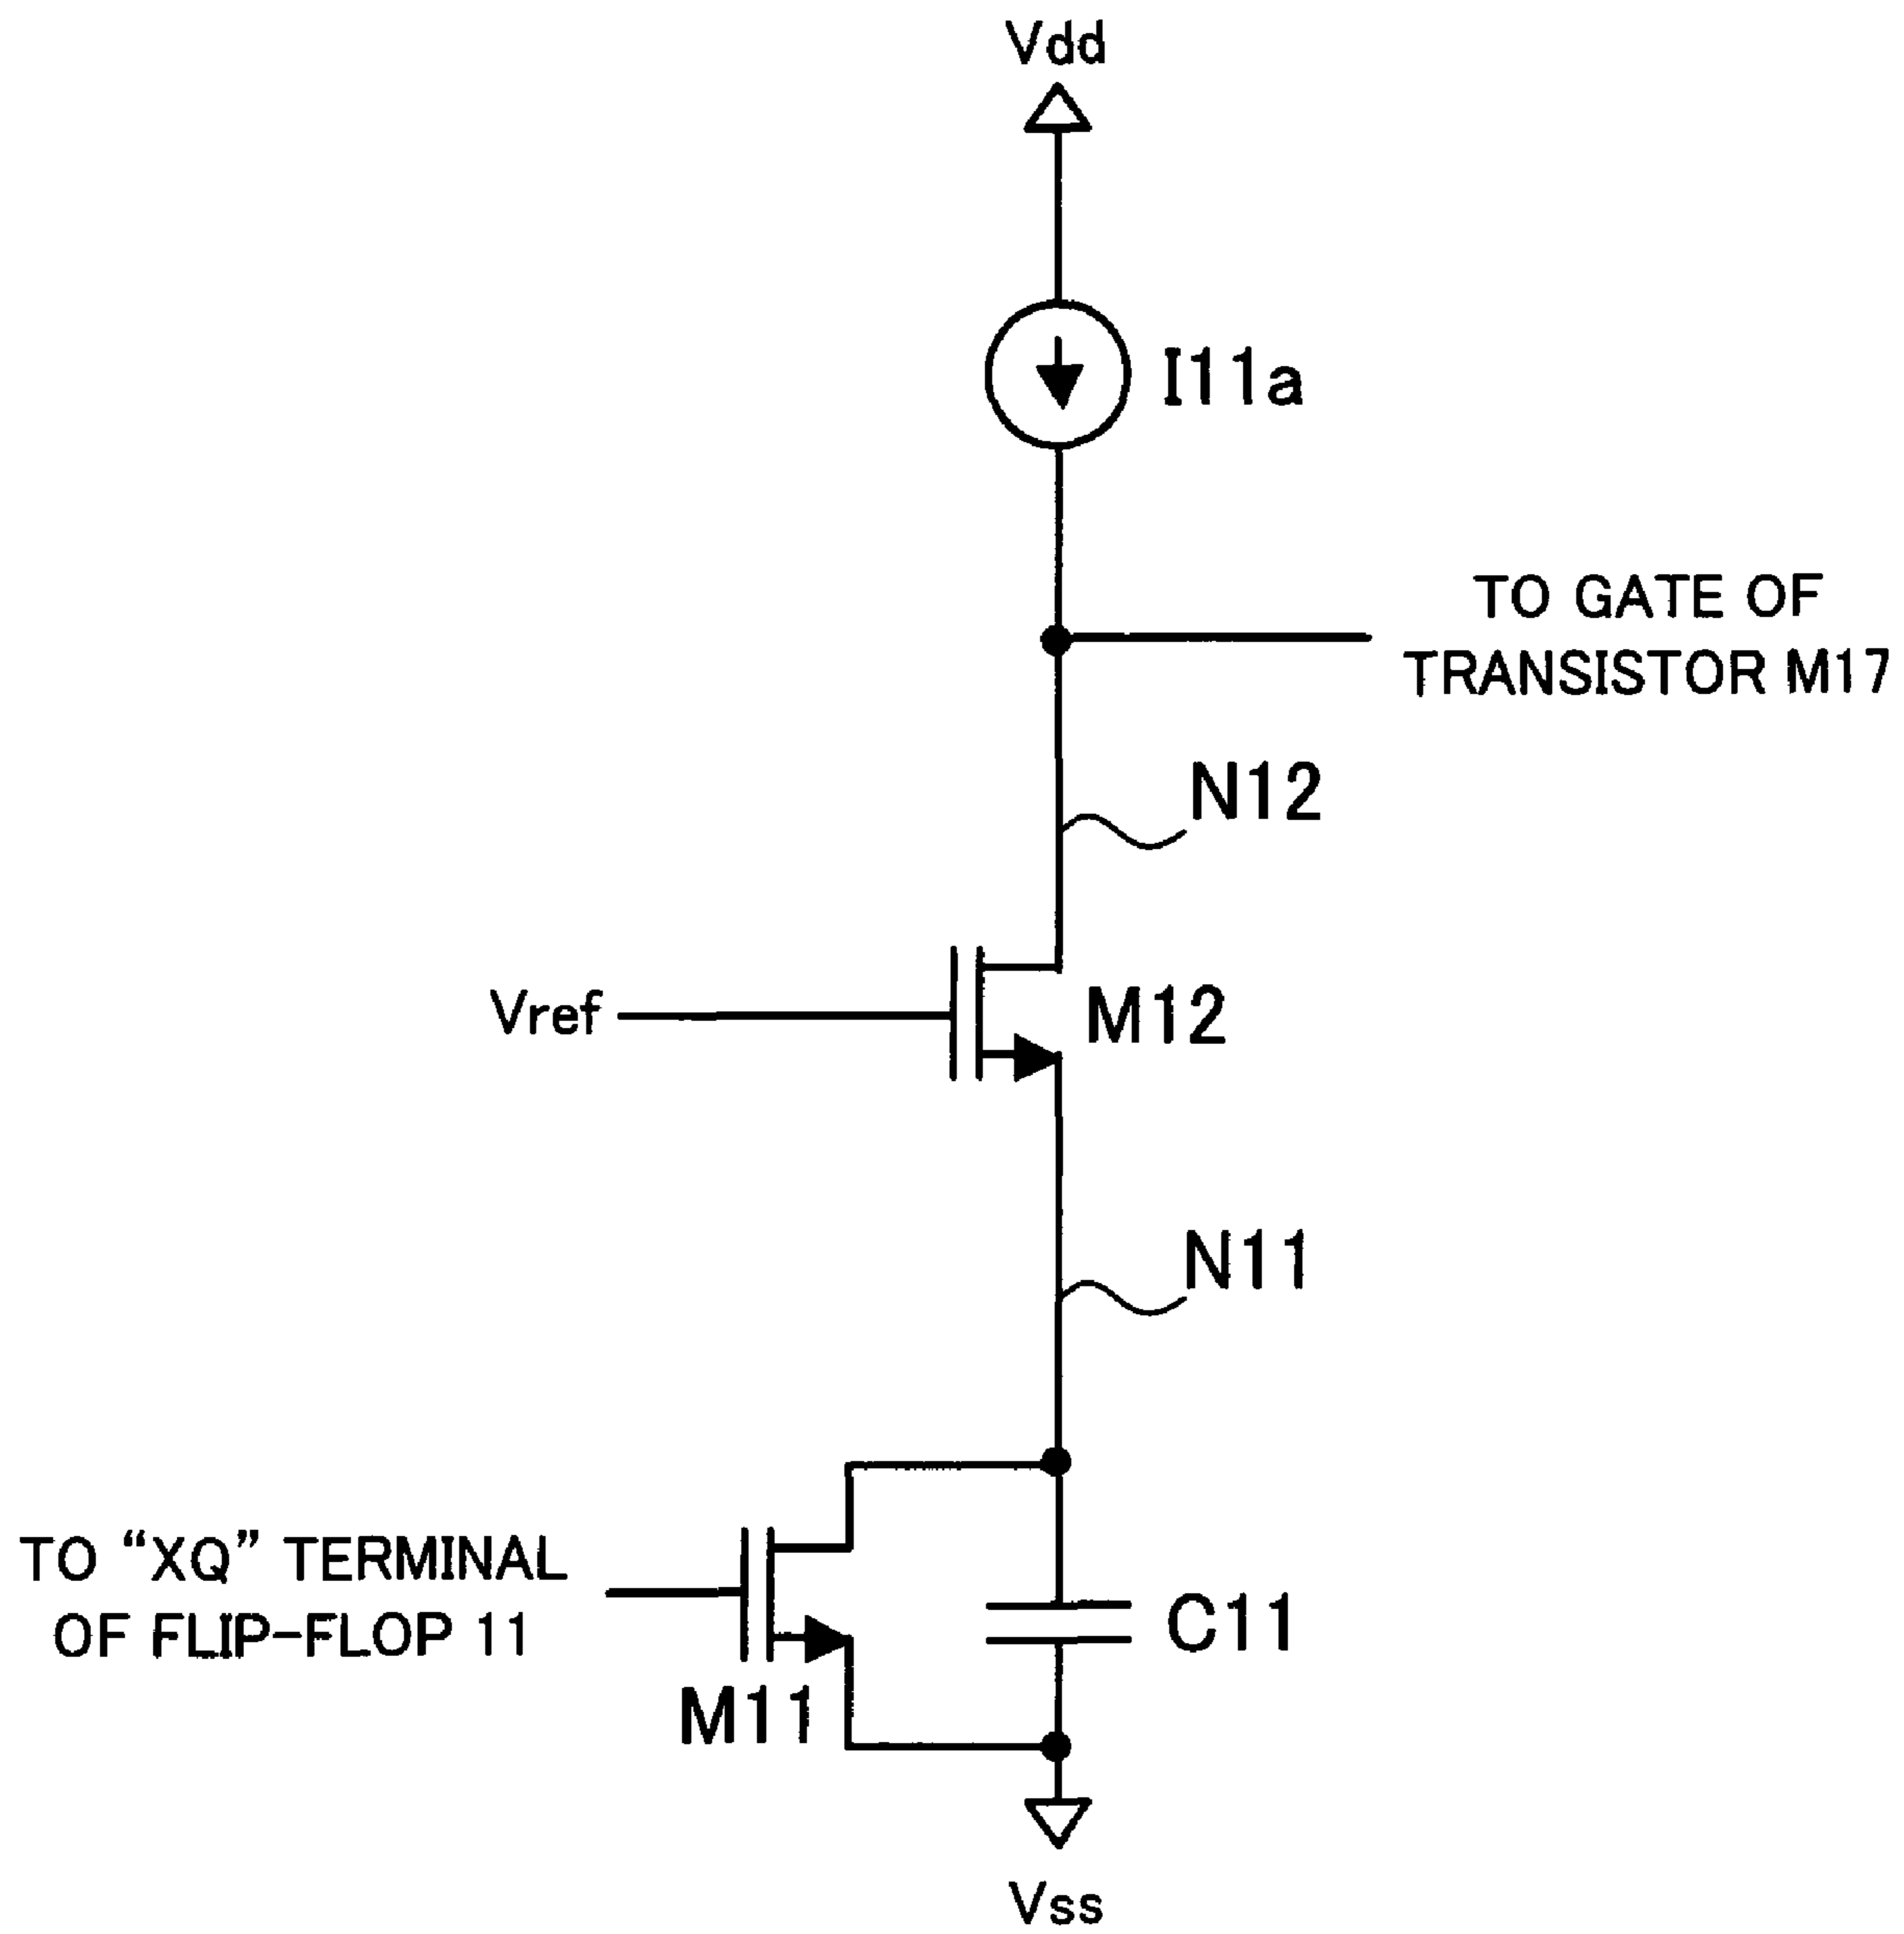 Vdd
I11a
TO GATE OF
TRANSISTOR M17
N12
Vref
M12
N11
TO “XQ” TERMINAL
OF FLIP-FLOP 11
C11
M11
Vss